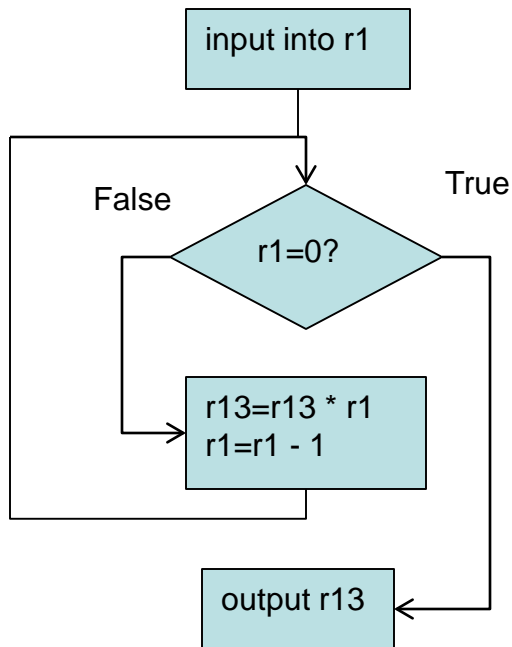 input into r1
False
True
r1=0?
r13=r13 * r1
r1=r1 - 1
output r13